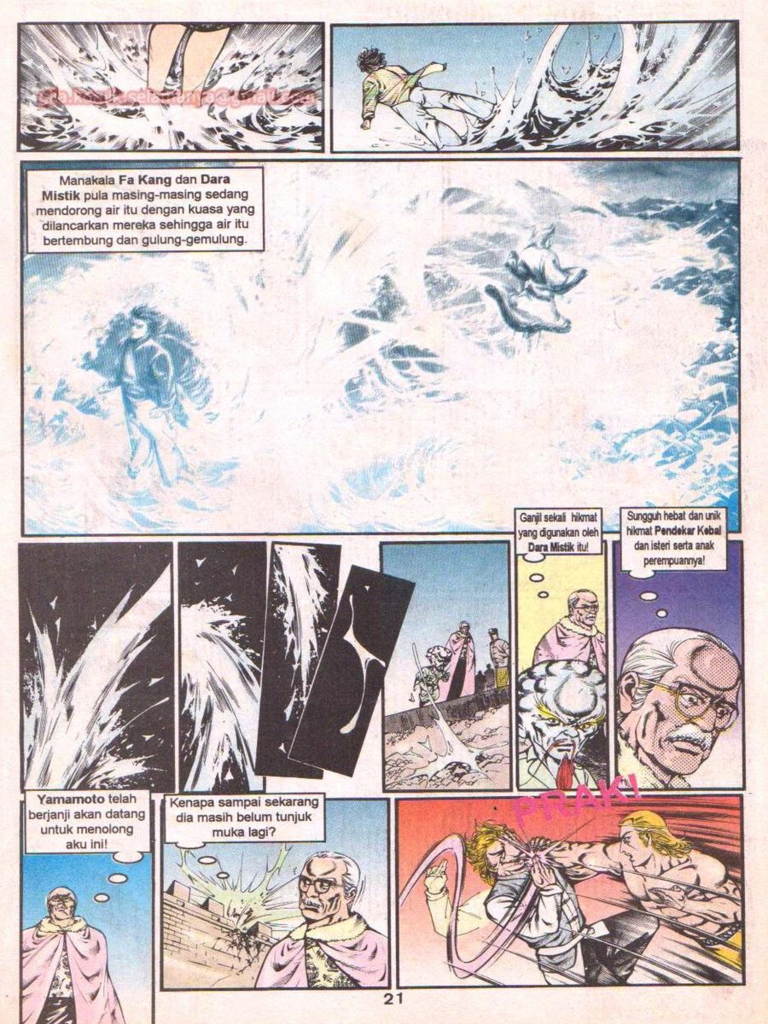 Manakala Fa Kang dan Dara
Mistik pula masing-masing sedang
mendorong air itu dengan kuasa yang
dilancarkan mereka sehingga air itu
bertembung dan gulung-gemulung.
Ganjil sekali hikmat
yang digunakan oleh
Dara Mistik itu!
Sungguh hebat dan unik
hikmat Pendekar Kebal
dan isteri serta anak
perempuannya!
Yamamoto telah
berjanji akan datang
untuk menolong
aku ini!
Kenapa sampai sekarang
dia masih belum tunjuk
muka lagi?
PRAK!
21